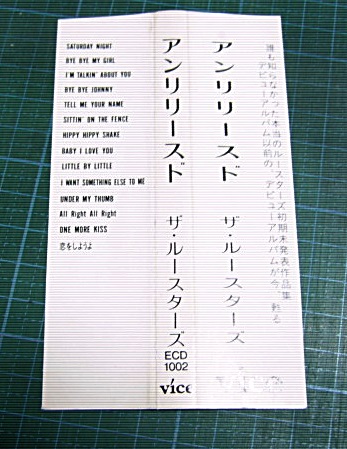 SATURDAY NIGHT
BYE BYE MY GIRL
I'M TALKIN' ABOUT YOU
BYE BYE JOHNNY
TELL ME YOUR NAME
SITTIN' ON THE FENCE
HIPPY HIPPY SHAKE
BABY I LOVE YOU
LITTLE BY LITTLE
I WANT SOMETHING ELSE TO ME
UNDER MY THUMB
All Right All Right
ONE MORE KISS
恋をしようよ
アンリリースド ザ・ルースターズ
ECD
1002
vice
アンリリースド ザ・ルースターズ
誰も知らなかった本当のルースターズ初期未発表作品集
デビューアルバム以前の、デビューアルバムが今、甦る